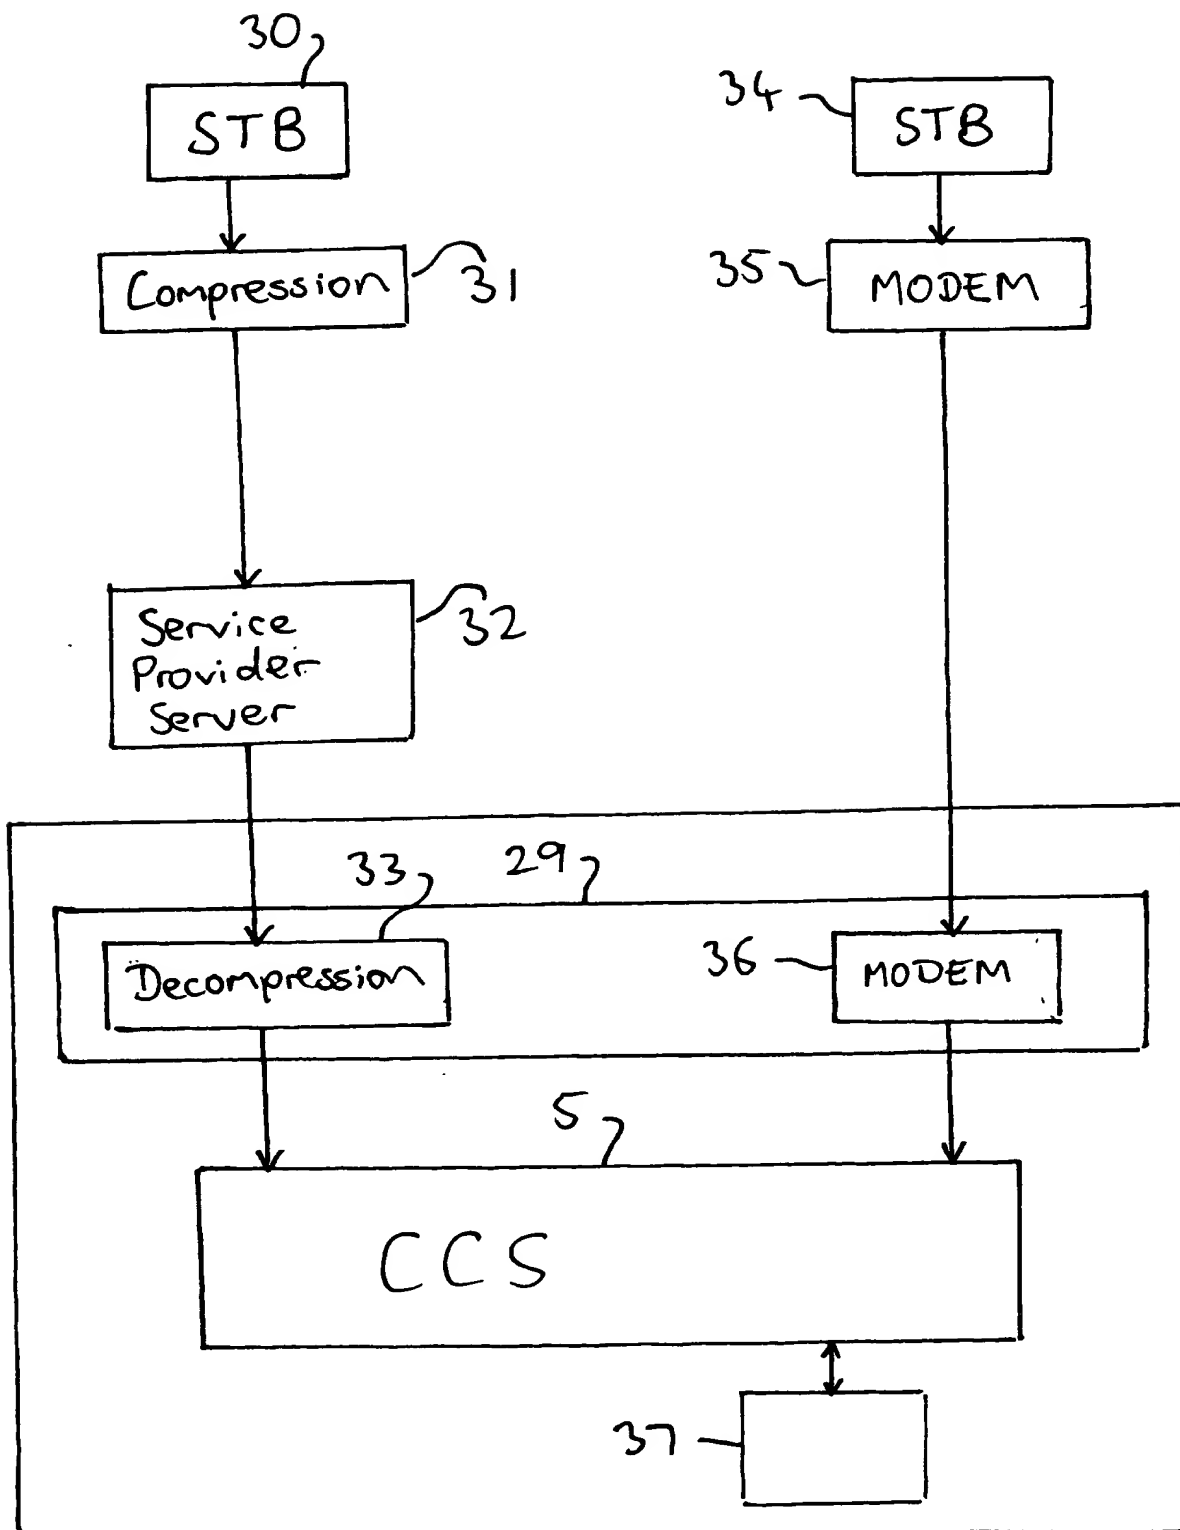 30
STB
34
STB
Compression
31
35
MODEM
Service
Provider
Server
32
33
29
Decompression
36
MODEM
5
CCS
37